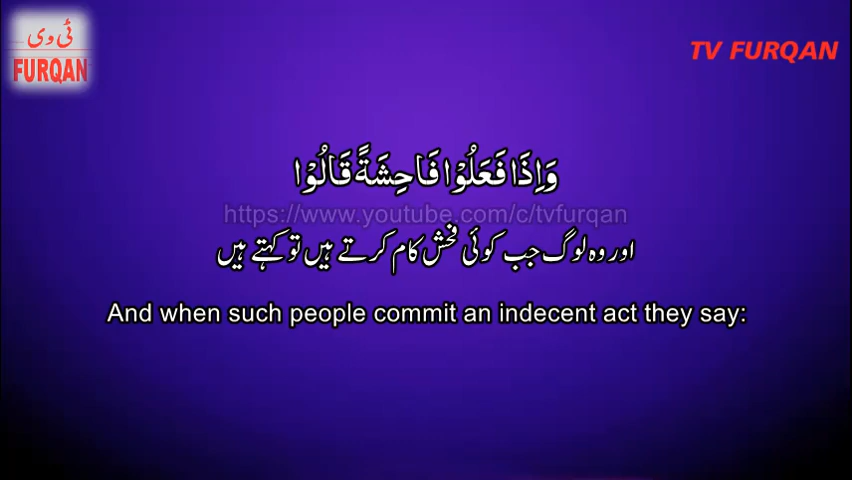 ٹی وی
FURQAN
TV FURQAN
وَاِذَا فَعَلُوْا فَاحِشَةً قَالُوْا
https://www.youtube.com/c/tvfurqan
اور وہ لوگ جب کوئی فحش کام کرتے ہیں تو کہتے ہیں
And when such people commit an indecent act they say: